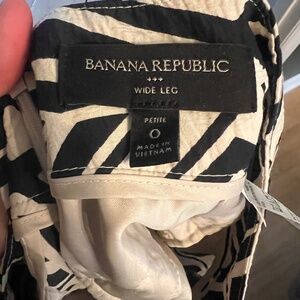 BANANA REPUBLIC
WIDE LEG
PETITE
0
MADE IN
VIETNAM